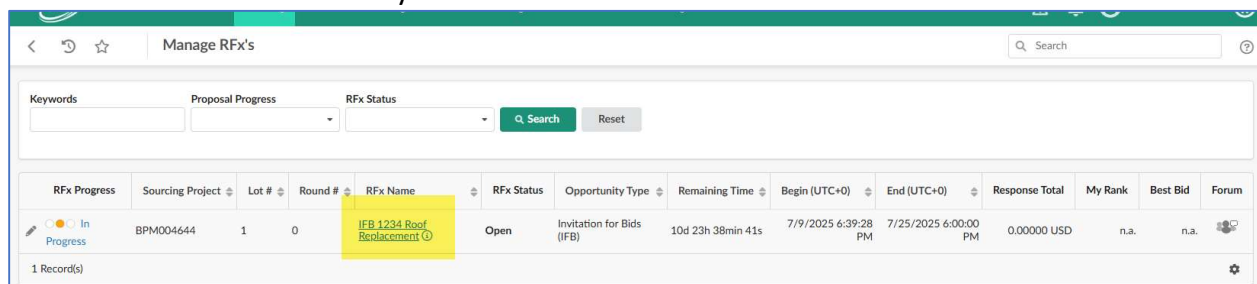 Manage RFx's
Search
Keywords Proposal Progress RFx Status
Search Reset
RFx Progress Sourcing Project Lot # Round # RFx Name RFx Status Opportunity Type Remaining Time Begin (UTC+0) End (UTC+0) Response Total My Rank Best Bid Forum
In Progress BPM004644 1 0 IFB 1234 Roof Replacement Open Invitation for Bids (IFB) 10d 23h 38min 41s 7/9/2025 6:39:28 PM 7/25/2025 6:00:00 PM 0.00000 USD n.a. n.a.
1 Record(s)